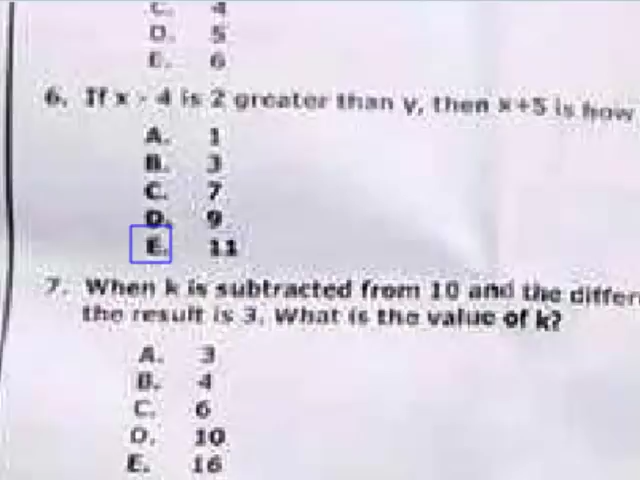 C. 4
D. 5
E. 6
6. If x - 4 is 2 greater than y, then x+5 is how
A. 1
B. 3
C. 7
D. 9
E. 11
7. When k is subtracted from 10 and the differ
the result is 3. What is the value of k?
A. 3
B. 4
C. 6
D. 10
E. 16